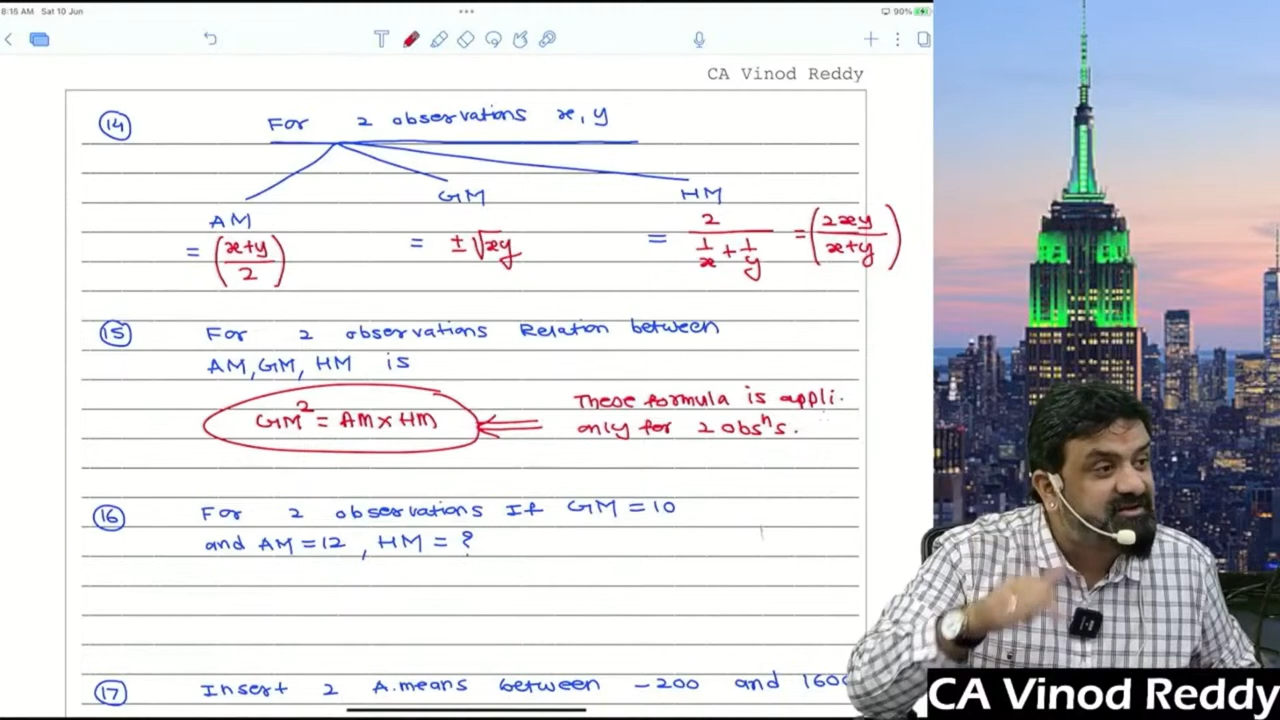 8:16 AM Sat 10 Jun
90%
T
CA Vinod Reddy
14 For 2 observations x, y
AM GM HM
= (x+y/2) = ±√xy = 2/(1/x + 1/y) = (2xy/x+y)
15 For 2 observations Relation between
AM, GM, HM is
GM² = AM × HM
These formula is appli.
only for 2 obsⁿs.
16 For 2 observations If GM = 10
and AM = 12, HM = ?
17 Insert 2 A.means between -200 and 1600
CA Vinod Reddy